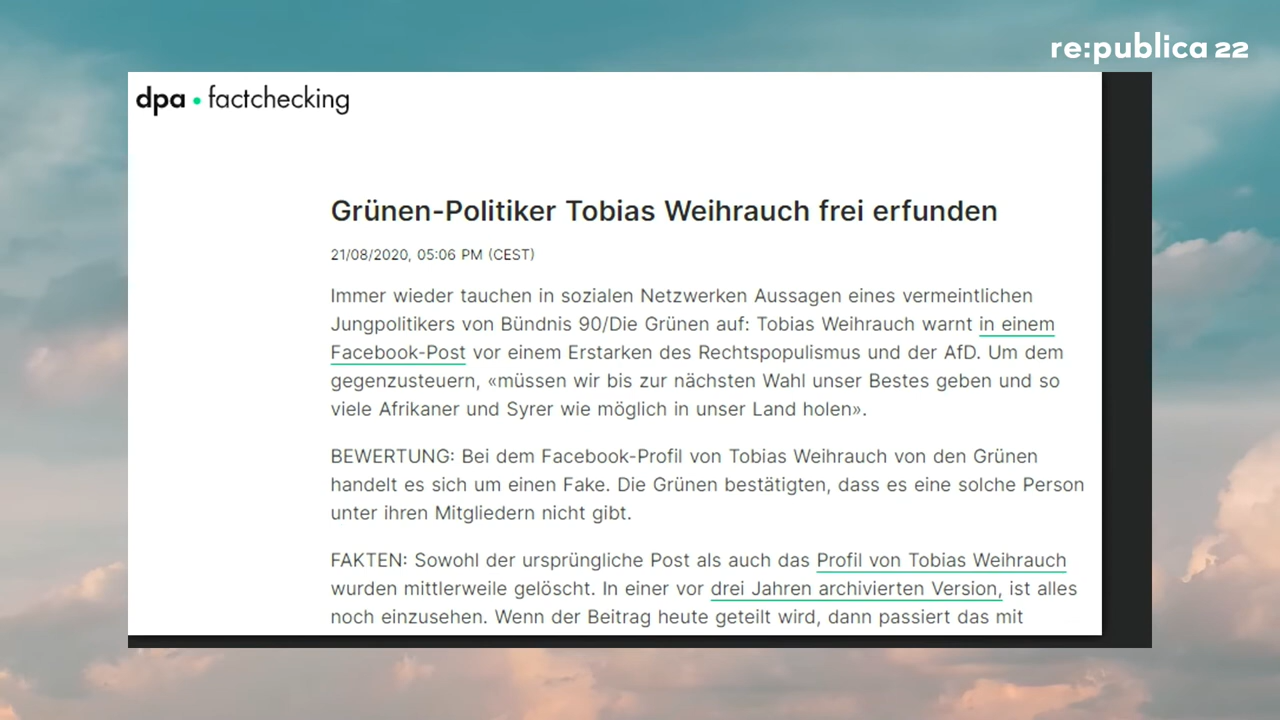 re:publica 22
dpa • factchecking
Grünen-Politiker Tobias Weihrauch frei erfunden
21/08/2020, 05:06 PM (CEST)
Immer wieder tauchen in sozialen Netzwerken Aussagen eines vermeintlichen
Jungpolitikers von Bündnis 90/Die Grünen auf: Tobias Weihrauch warnt in einem
Facebook-Post vor einem Erstarken des Rechtspopulismus und der AfD. Um dem
gegenzusteuern, «müssen wir bis zur nächsten Wahl unser Bestes geben und so
viele Afrikaner und Syrer wie möglich in unser Land holen».
BEWERTUNG: Bei dem Facebook-Profil von Tobias Weihrauch von den Grünen
handelt es sich um einen Fake. Die Grünen bestätigten, dass es eine solche Person
unter ihren Mitgliedern nicht gibt.
FAKTEN: Sowohl der ursprüngliche Post als auch das Profil von Tobias Weihrauch
wurden mittlerweile gelöscht. In einer vor drei Jahren archivierten Version, ist alles
noch einzusehen. Wenn der Beitrag heute geteilt wird, dann passiert das mit